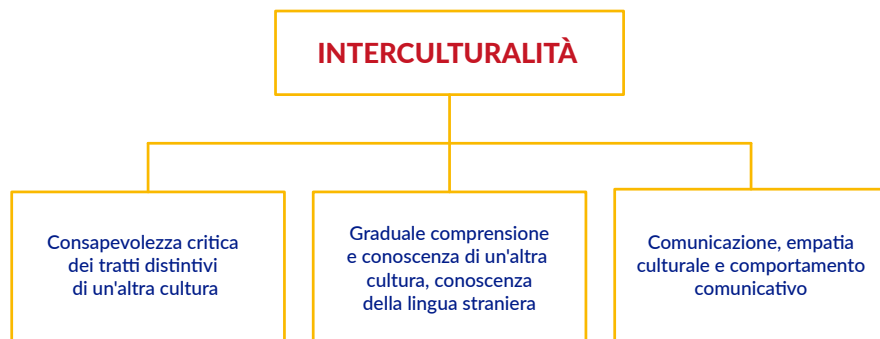 INTERCULTURALITÀ
Consapevolezza critica
dei tratti distintivi
di un'altra cultura
Graduale comprensione
e conoscenza di un'altra
cultura, conoscenza
della lingua straniera
Comunicazione, empatia
culturale e comportamento
comunicativo